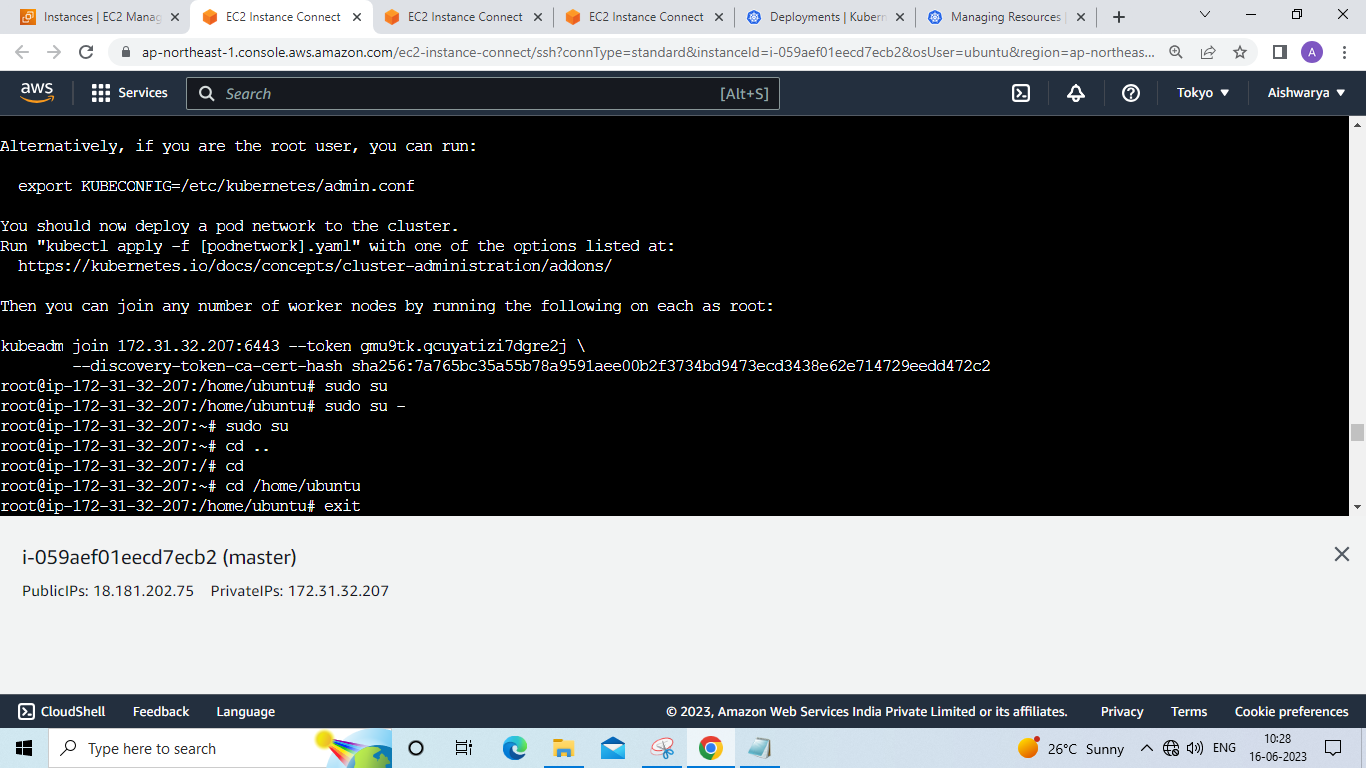 Instances | EC2 Manag
EC2 Instance Connect
EC2 Instance Connect
EC2 Instance Connect
Deployments | Kubern
Managing Resources |
ap-northeast-1.console.aws.amazon.com/ec2-instance-connect/ssh?connType=standard&instanceId=i-059aef01eecd7ecb2&osUser=ubuntu&region=ap-northeas...
A
aws
Services
Search
[Alt+S]
Tokyo
Aishwarya
Alternatively, if you are the root user, you can run:
export KUBECONFIG=/etc/kubernetes/admin.conf
You should now deploy a pod network to the cluster.
Run "kubectl apply -f [podnetwork].yaml" with one of the options listed at:
https://kubernetes.io/docs/concepts/cluster-administration/addons/
Then you can join any number of worker nodes by running the following on each as root:
kubeadm join 172.31.32.207:6443 --token gmu9tk.qcuyatizi7dgre2j \
--discovery-token-ca-cert-hash sha256:7a765bc35a55b78a9591aee00b2f3734bd9473ecd3438e62e714729eedd472c2
root@ip-172-31-32-207:/home/ubuntu# sudo su
root@ip-172-31-32-207:/home/ubuntu# sudo su -
root@ip-172-31-32-207:~# sudo su
root@ip-172-31-32-207:~# cd ..
root@ip-172-31-32-207:/# cd
root@ip-172-31-32-207:~# cd /home/ubuntu
root@ip-172-31-32-207:/home/ubuntu# exit
i-059aef01eecd7ecb2 (master)
PublicIPs: 18.181.202.75 PrivateIPs: 172.31.32.207
CloudShell
Feedback
Language
© 2023, Amazon Web Services India Private Limited or its affiliates.
Privacy
Terms
Cookie preferences
Type here to search
26°C Sunny
ENG
10:28
16-06-2023